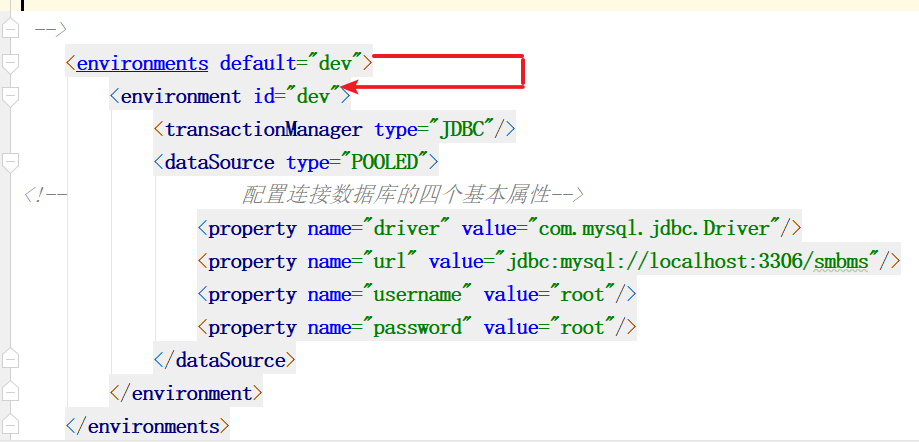 -->
<environments default="dev">
<environment id="dev">
<transactionManager type="JDBC"/>
<dataSource type="POOLED">
<!-- 配置连接数据库的四个基本属性-->
<property name="driver" value="com.mysql.jdbc.Driver"/>
<property name="url" value="jdbc:mysql://localhost:3306/smbms"/>
<property name="username" value="root"/>
<property name="password" value="root"/>
</dataSource>
</environment>
</environments>